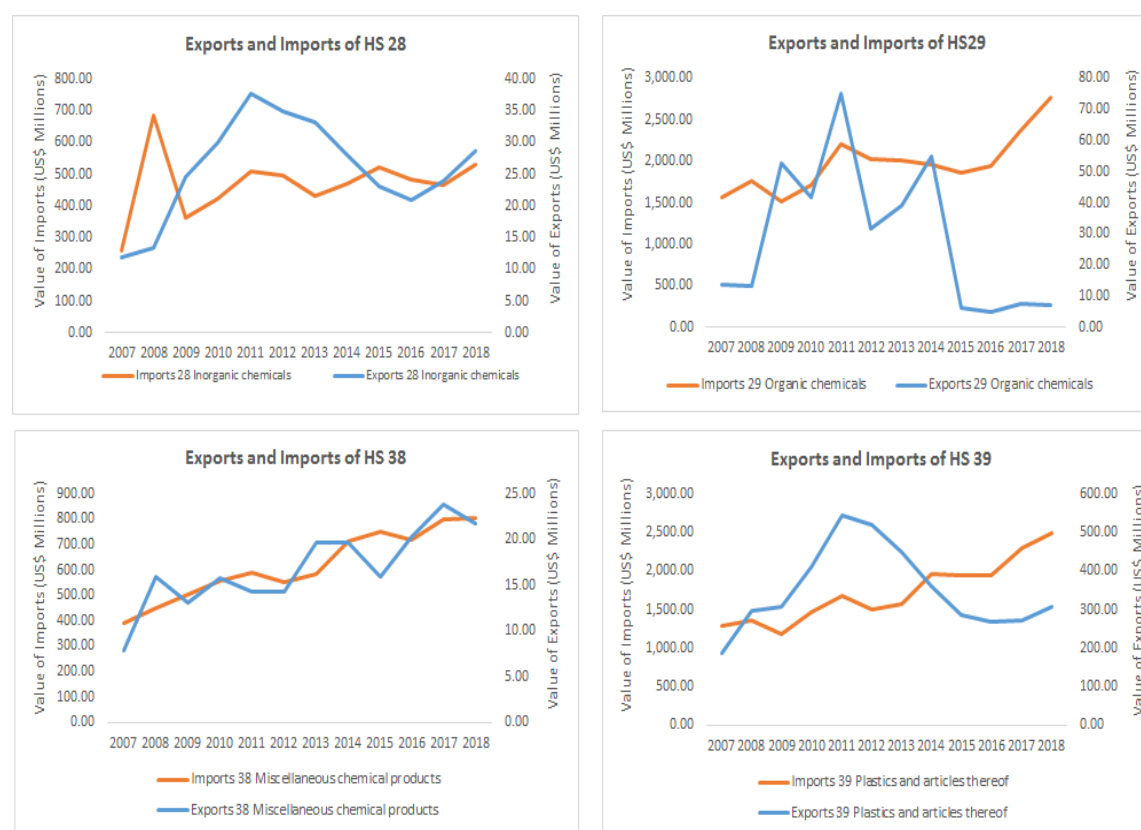 Exports and Imports of HS 28
Value of Imports (US$ Millions)
800.00
700.00
600.00
500.00
400.00
300.00
200.00
100.00
0.00
40.00
35.00
30.00
25.00
20.00
15.00
10.00
5.00
0.00
Value of Exports (US$ Millions)
2007 2008 2009 2010 2011 2012 2013 2014 2015 2016 2017 2018
Imports 28 Inorganic chemicals Exports 28 Inorganic chemicals
Exports and Imports of HS29
Value of Imports (US$ Millions)
3,000.00
2,500.00
2,000.00
1,500.00
1,000.00
500.00
0.00
80.00
70.00
60.00
50.00
40.00
30.00
20.00
10.00
0.00
Value of Exports (US$ Millions)
2007 2008 2009 2010 2011 2012 2013 2014 2015 2016 2017 2018
Imports 29 Organic chemicals Exports 29 Organic chemicals
Exports and Imports of HS 38
Value of Imports (US$ Millions)
900.00
800.00
700.00
600.00
500.00
400.00
300.00
200.00
100.00
0.00
25.00
20.00
15.00
10.00
5.00
0.00
Value of Exports (US$ Millions)
2007 2008 2009 2010 2011 2012 2013 2014 2015 2016 2017 2018
Imports 38 Miscellaneous chemical products
Exports 38 Miscellaneous chemical products
Exports and Imports of HS 39
Value of Imports (US$ Millions)
3,000.00
2,500.00
2,000.00
1,500.00
1,000.00
500.00
0.00
600.00
500.00
400.00
300.00
200.00
100.00
0.00
Value of Exports (US$ Millions)
2007 2008 2009 2010 2011 2012 2013 2014 2015 2016 2017 2018
Imports 39 Plastics and articles thereof
Exports 39 Plastics and articles thereof